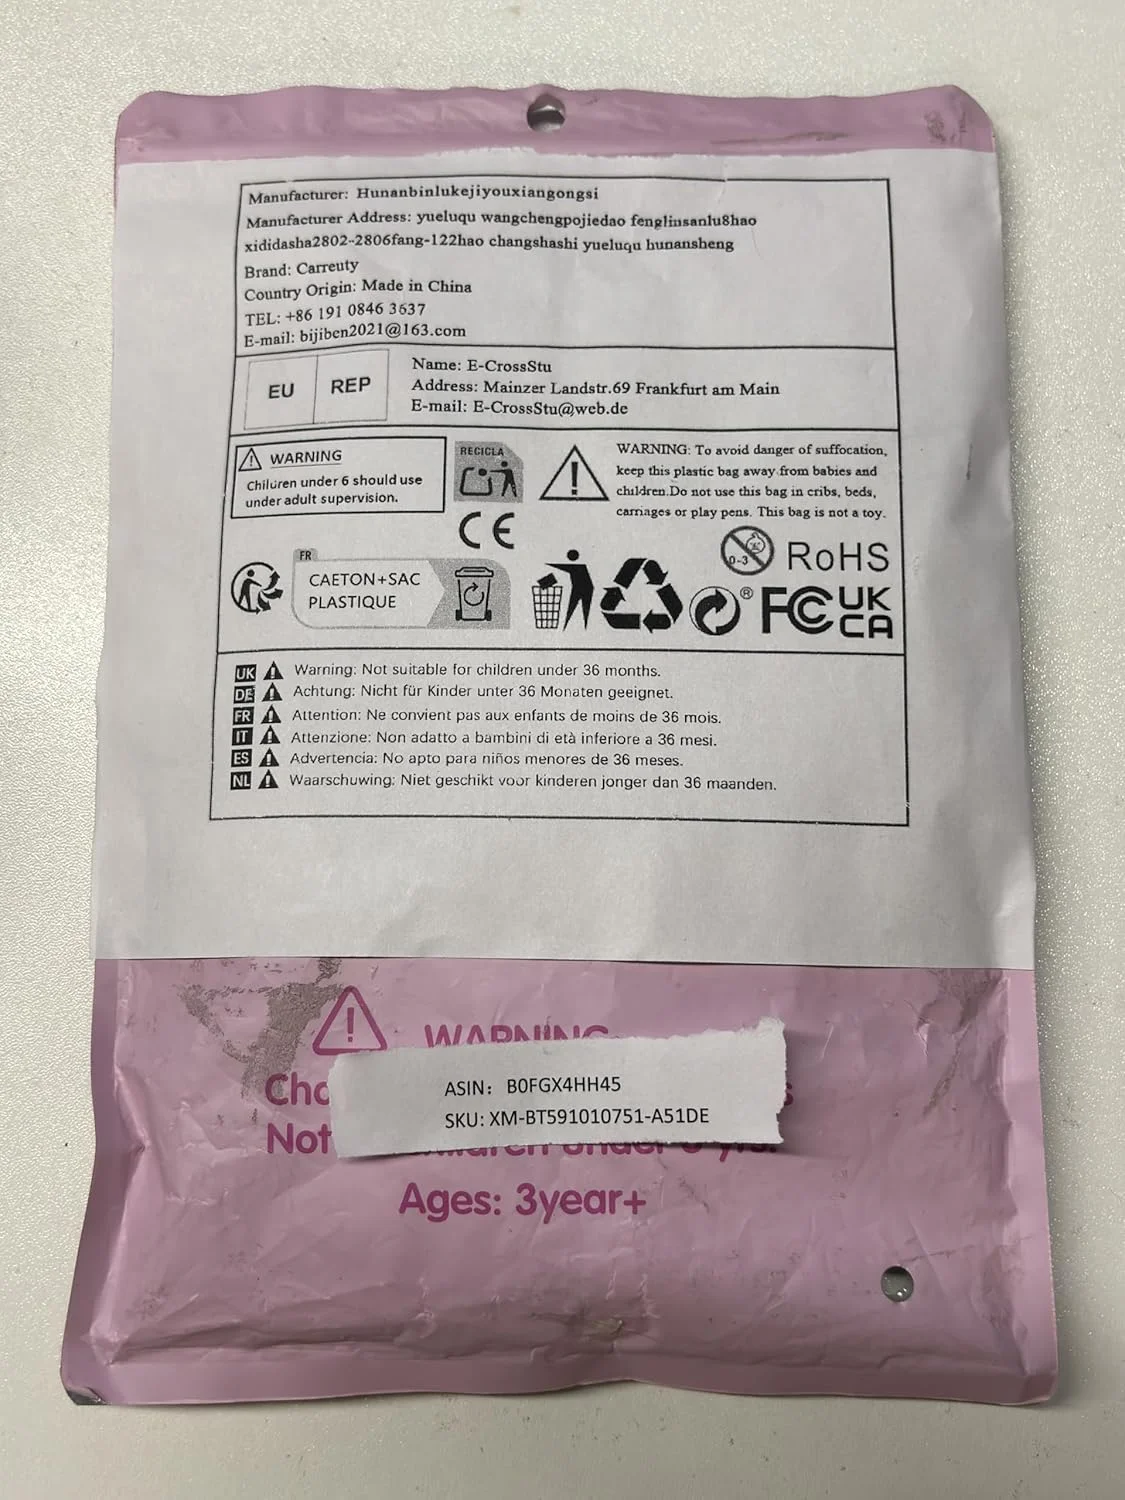 Manufacturer: Hunanbinlukejiyouxiangongsi
Manufacturer Address: yueluqu wangchengpojiedao fenglinsanlu8hao
xididasha2802-2806fang-122hao changshashi yueluqu hunansheng
Brand: Carreuty
Country Origin: Made in China
TEL: +86 191 0846 3637
E-mail: bijiben2021@163.com
EU REP
Name: E-CrossStu
Address: Mainzer Landstr.69 Frankfurt am Main
E-mail: E-CrossStu@web.de
WARNING
Children under 6 should use
under adult supervision.
RECICLA
WARNING: To avoid danger of suffocation,
keep this plastic bag away from babies and
children.Do not use this bag in cribs, beds,
carriages or play pens. This bag is not a toy.
CE
0-3
RoHS
FR
CAETON+SAC
PLASTIQUE
®
FC
UK
CA
UK Warning: Not suitable for children under 36 months.
DE Achtung: Nicht für Kinder unter 36 Monaten geeignet.
FR Attention: Ne convient pas aux enfants de moins de 36 mois.
IT Attenzione: Non adatto a bambini di età inferiore a 36 mesi.
ES Advertencia: No apto para niños menores de 36 meses.
NL Waarschuwing: Niet geschikt voor kinderen jonger dan 36 maanden.
WARNING
ASIN: B0FGX4HH45
SKU: XM-BT591010751-A51DE
Not
Ages: 3year+